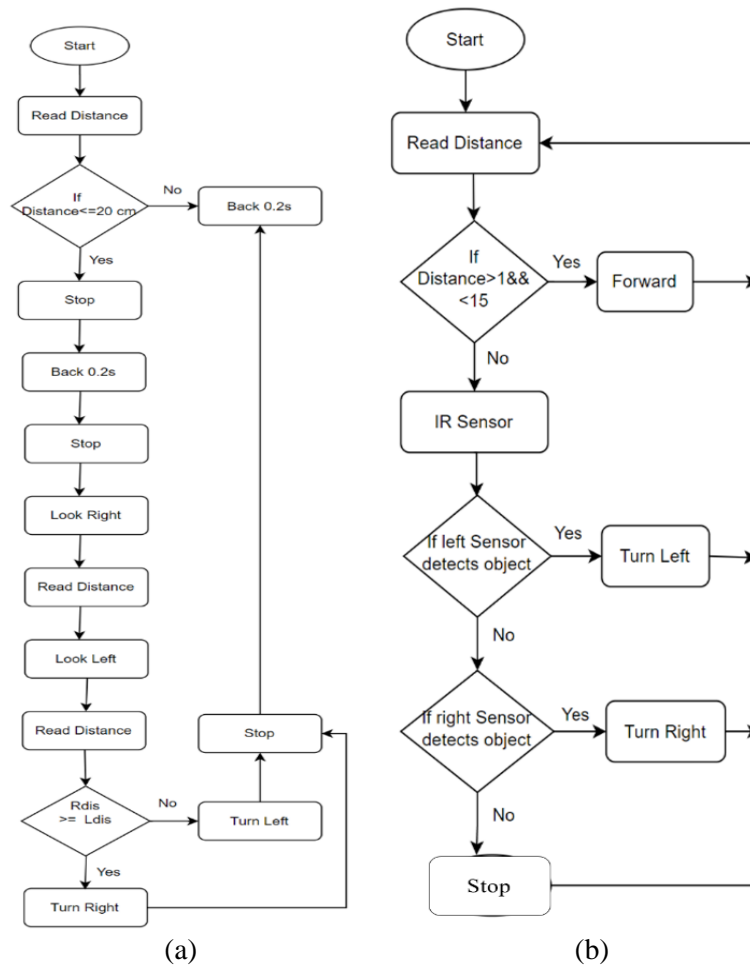 Start
Read Distance
If
Distance<=20 cm
No
Back 0.2s
Yes
Stop
Back 0.2s
Stop
Look Right
Read Distance
Look Left
Read Distance
Stop
Rdis
>= Ldis
No
Turn Left
Yes
Turn Right
(a)
Start
Read Distance
If
Distance>1&&
<15
Yes
Forward
No
IR Sensor
If left Sensor
detects object
Yes
Turn Left
No
If right Sensor
detects object
Yes
Turn Right
No
Stop
(b)